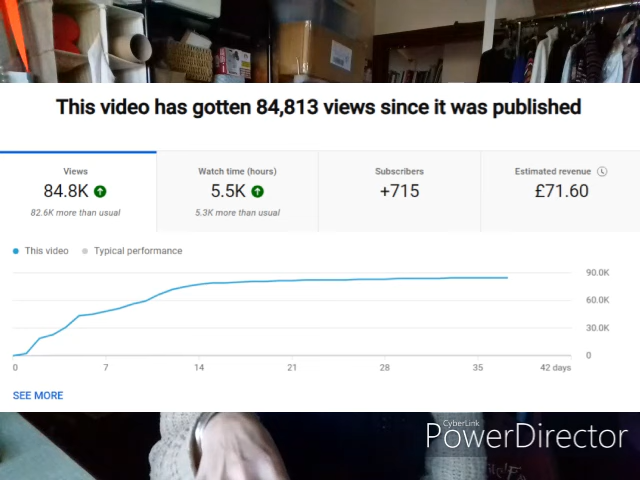 This video has gotten 84,813 views since it was published
Views
84.8K
82.6K more than usual
Watch time (hours)
5.5K
5.3K more than usual
Subscribers
+715
Estimated revenue
£71.60
This video
Typical performance
90.0K
60.0K
30.0K
0
0 7 14 21 28 35 42 days
SEE MORE
CyberLink
PowerDirector